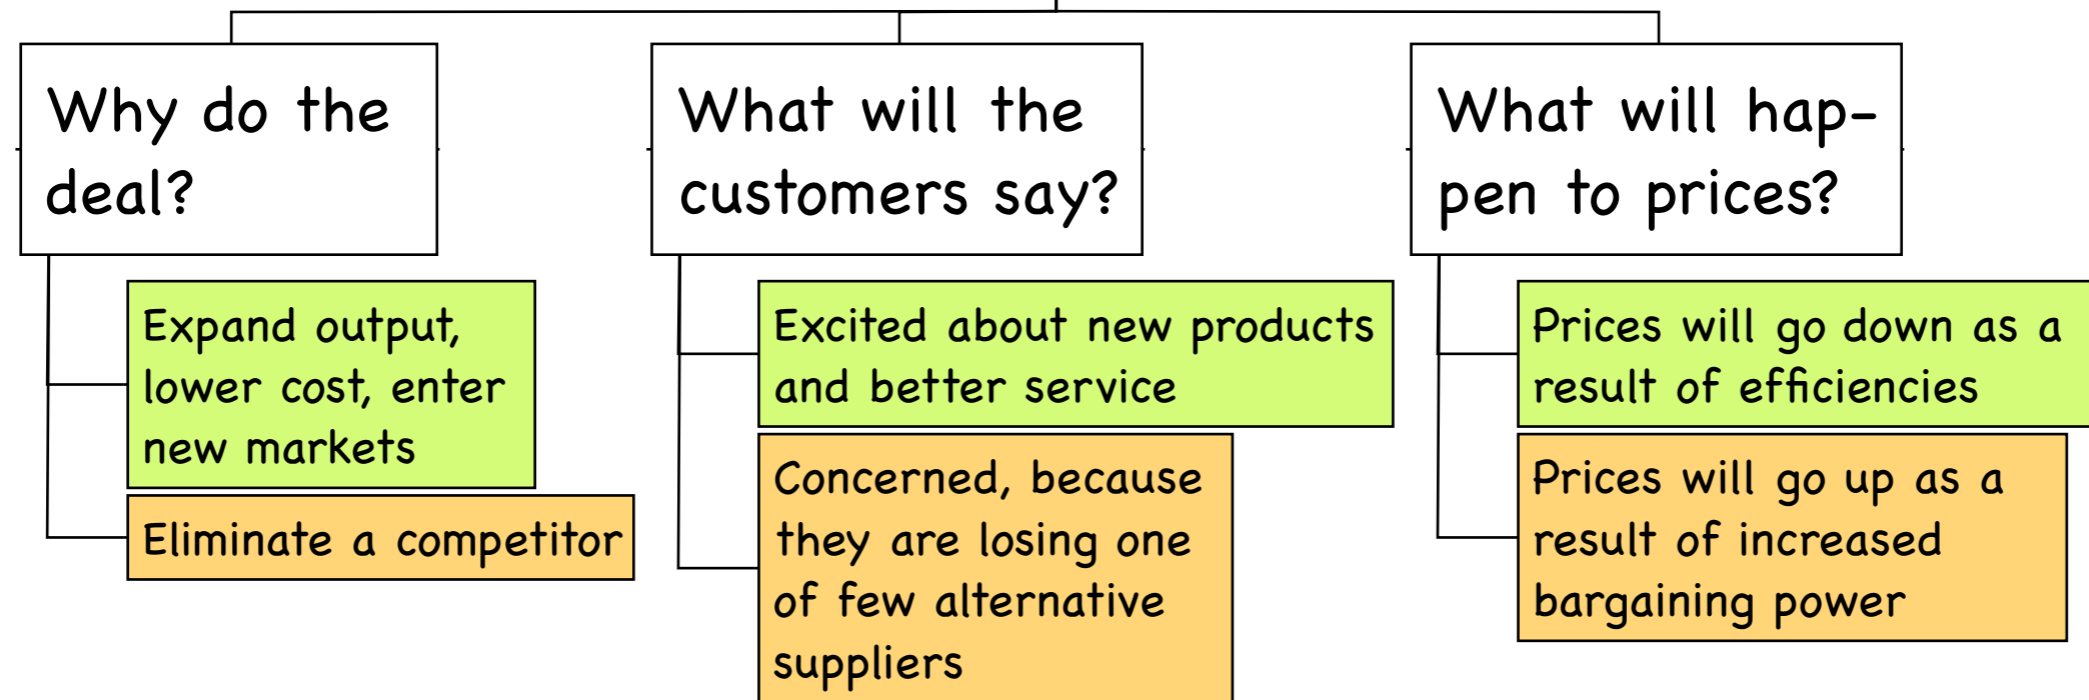 Why do the
deal?
Expand output,
lower cost, enter
new markets
Eliminate a competitor
What will the
customers say?
Excited about new products
and better service
Concerned, because
they are losing one
of few alternative
suppliers
What will hap-
pen to prices?
Prices will go down as a
result of efficiencies
Prices will go up as a
result of increased
bargaining power